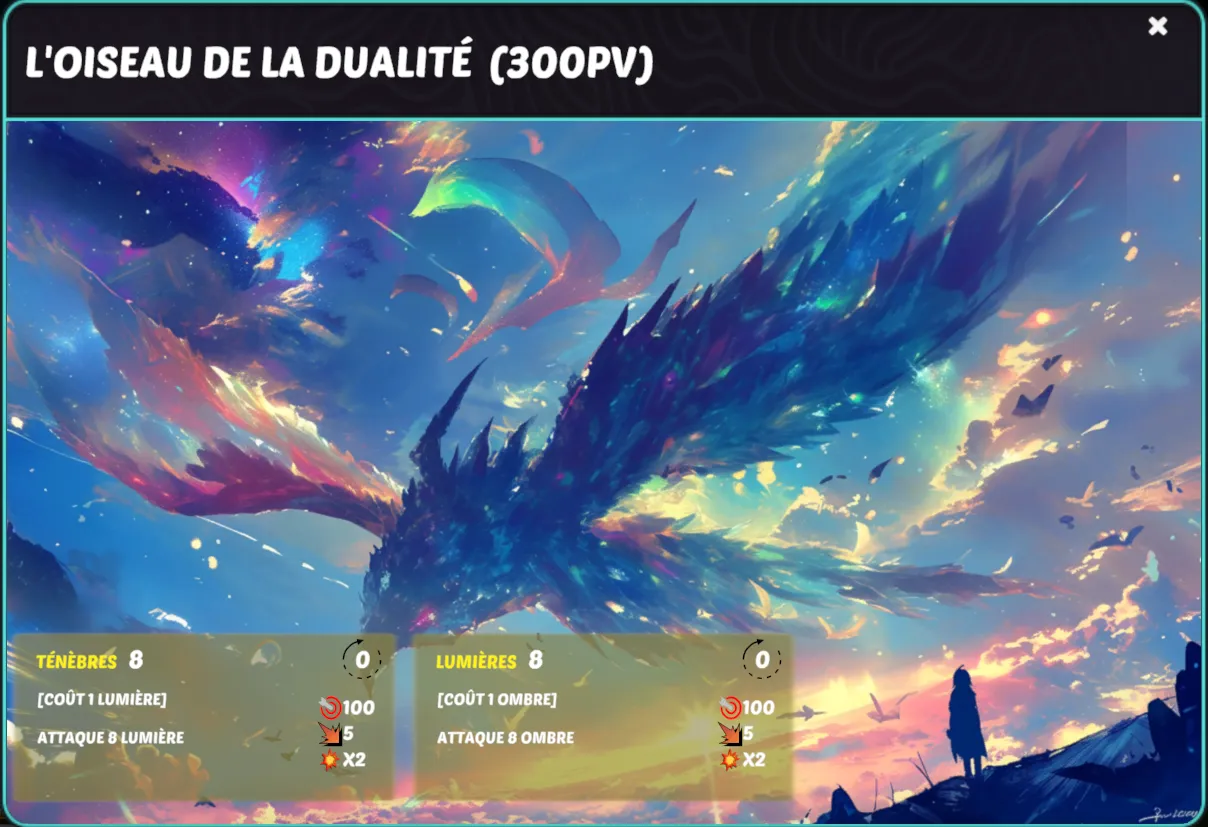 L'OISEAU DE LA DUALITÉ (300PV)
TÉNÈBRES 8
0
[COÛT 1 LUMIÈRE]
100
ATTAQUE 8 LUMIÈRE
5
X2
LUMIÈRES 8
0
[COÛT 1 OMBRE]
100
ATTAQUE 8 OMBRE
5
X2